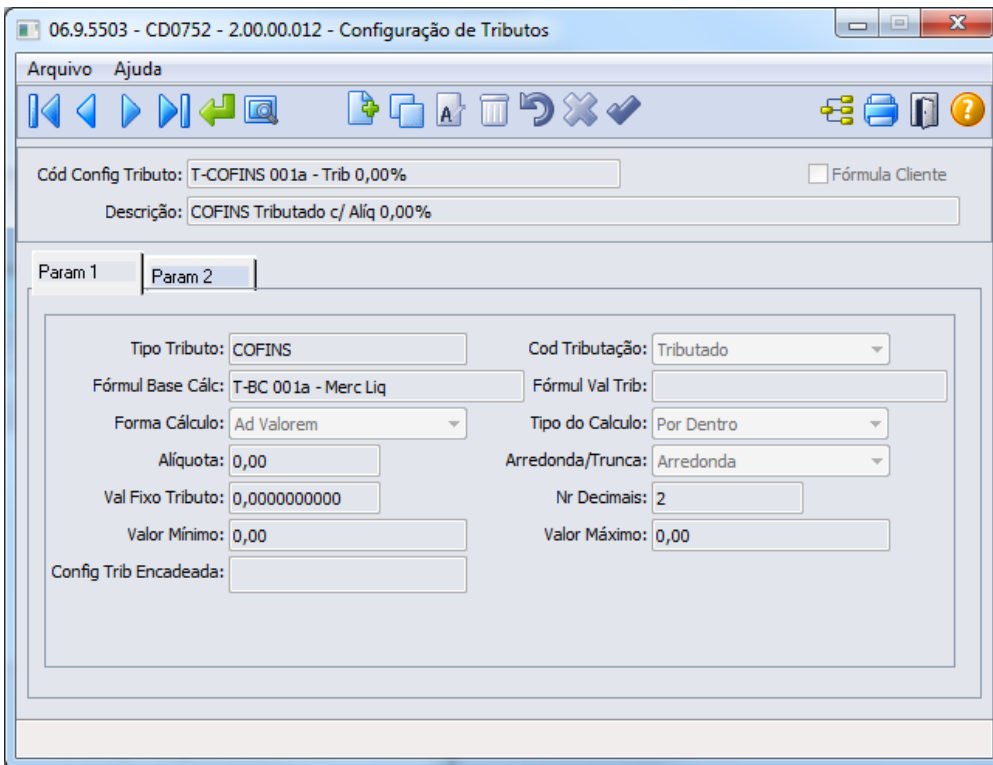 06.9.5503 - CD0752 - 2.00.00.012 - Configuração de Tributos
Arquivo Ajuda
Cód Config Tributo: T-COFINS 001a - Trib 0,00% Fórmula Cliente
Descrição: COFINS Tributado c/ Alíq 0,00%
Param 1 Param 2
Tipo Tributo: COFINS Cod Tributação: Tributado
Fórmul Base Cálc: T-BC 001a - Merc Liq Fórmul Val Trib:
Forma Cálculo: Ad Valorem Tipo do Calculo: Por Dentro
Alíquota: 0,00 Arredonda/Trunca: Arredonda
Val Fixo Tributo: 0,0000000000 Nr Decimais: 2
Valor Mínimo: 0,00 Valor Máximo: 0,00
Config Trib Encadeada: